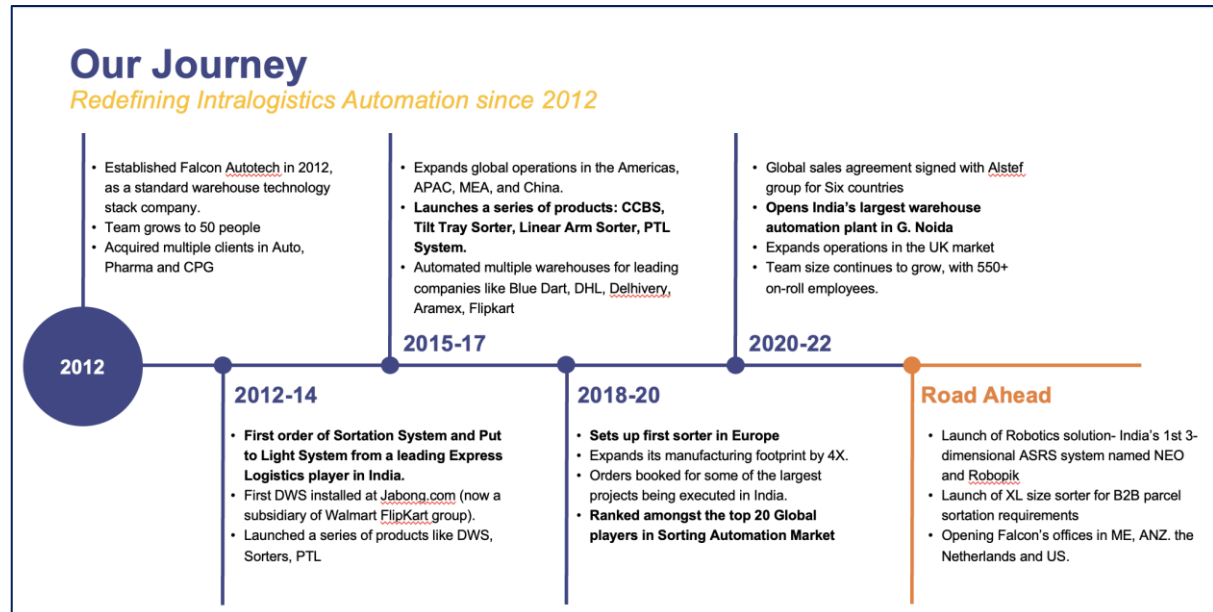 Our Journey
Redefining Intralogistics Automation since 2012
• Established Falcon Autotech in 2012,
as a standard warehouse technology
stack company.
• Team grows to 50 people
• Acquired multiple clients in Auto,
Pharma and CPG
• Expands global operations in the Americas,
APAC, MEA, and China.
• Launches a series of products: CCBS,
Tilt Tray Sorter, Linear Arm Sorter, PTL
System.
• Automated multiple warehouses for leading
companies like Blue Dart, DHL, Delhivery,
Aramex, Flipkart
• Global sales agreement signed with Alstef
group for Six countries
• Opens India's largest warehouse
automation plant in G. Noida
• Expands operations in the UK market
• Team size continues to grow, with 550+
on-roll employees.
2015-17
2020-22
2012
2012-14
2018-20
Road Ahead
• First order of Sortation System and Put
to Light System from a leading Express
Logistics player in India.
• First DWS installed at Jabong.com (now a
subsidiary of Walmart FlipKart group).
• Launched a series of products like DWS,
Sorters, PTL
• Sets up first sorter in Europe
• Expands its manufacturing footprint by 4X.
• Orders booked for some of the largest
projects being executed in India.
• Ranked amongst the top 20 Global
players in Sorting Automation Market
• Launch of Robotics solution- India's 1st 3-
dimensional ASRS system named NEO
and Robopik
• Launch of XL size sorter for B2B parcel
sortation requirements
• Opening Falcon's offices in ME, ANZ. the
Netherlands and US.